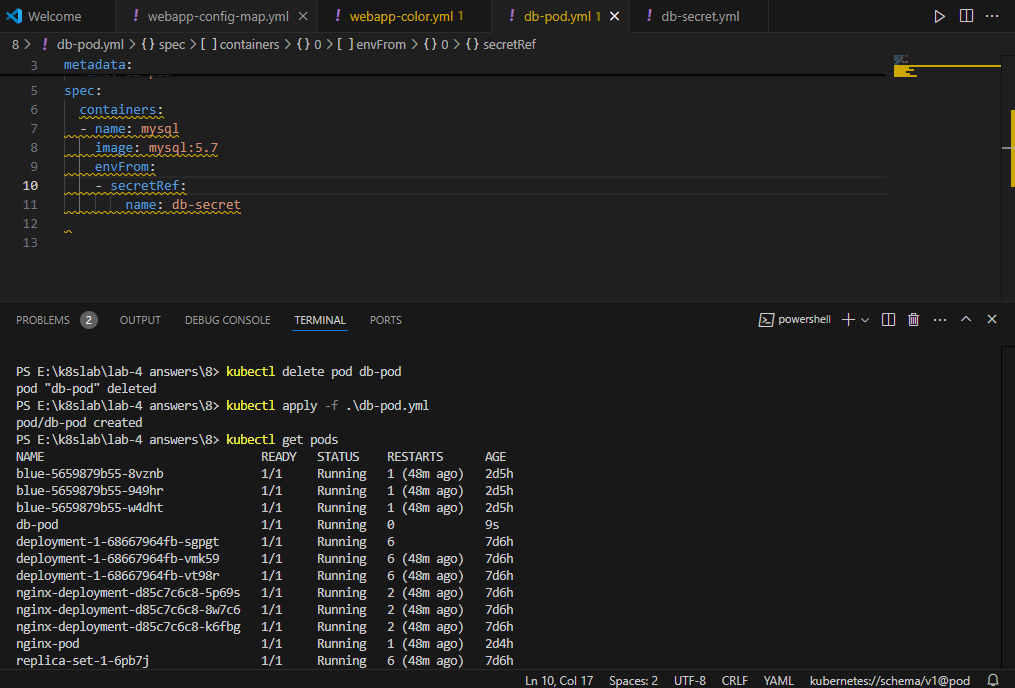 Welcome ! webapp-config-map.yml ! webapp-color.yml 1 ! db-pod.yml 1 ! db-secret.yml
8 > ! db-pod.yml > {} spec > [ ] containers > {} 0 > [ ] envFrom > {} 0 > {} secretRef
3 metadata:
5 spec:
6 containers:
7 - name: mysql
8 image: mysql:5.7
9 envFrom:
10 - secretRef:
11 name: db-secret
12
13
PROBLEMS 2 OUTPUT DEBUG CONSOLE TERMINAL PORTS powershell
PS E:\k8slab\lab-4 answers\8> kubectl delete pod db-pod
pod "db-pod" deleted
PS E:\k8slab\lab-4 answers\8> kubectl apply -f .\db-pod.yml
pod/db-pod created
PS E:\k8slab\lab-4 answers\8> kubectl get pods
NAME READY STATUS RESTARTS AGE
blue-5659879b55-8vznb 1/1 Running 1 (48m ago) 2d5h
blue-5659879b55-949hr 1/1 Running 1 (48m ago) 2d5h
blue-5659879b55-w4dht 1/1 Running 1 (48m ago) 2d5h
db-pod 1/1 Running 0 9s
deployment-1-68667964fb-sgpgt 1/1 Running 6 7d6h
deployment-1-68667964fb-vmk59 1/1 Running 6 (48m ago) 7d6h
deployment-1-68667964fb-vt98r 1/1 Running 6 (48m ago) 7d6h
nginx-deployment-d85c7c6c8-5p69s 1/1 Running 2 (48m ago) 7d6h
nginx-deployment-d85c7c6c8-8w7c6 1/1 Running 2 (48m ago) 7d6h
nginx-deployment-d85c7c6c8-k6fbg 1/1 Running 2 (48m ago) 7d6h
nginx-pod 1/1 Running 1 (48m ago) 2d4h
replica-set-1-6pb7j 1/1 Running 6 (48m ago) 7d6h
Ln 10, Col 17 Spaces: 2 UTF-8 CRLF YAML kubernetes://schema/v1@pod